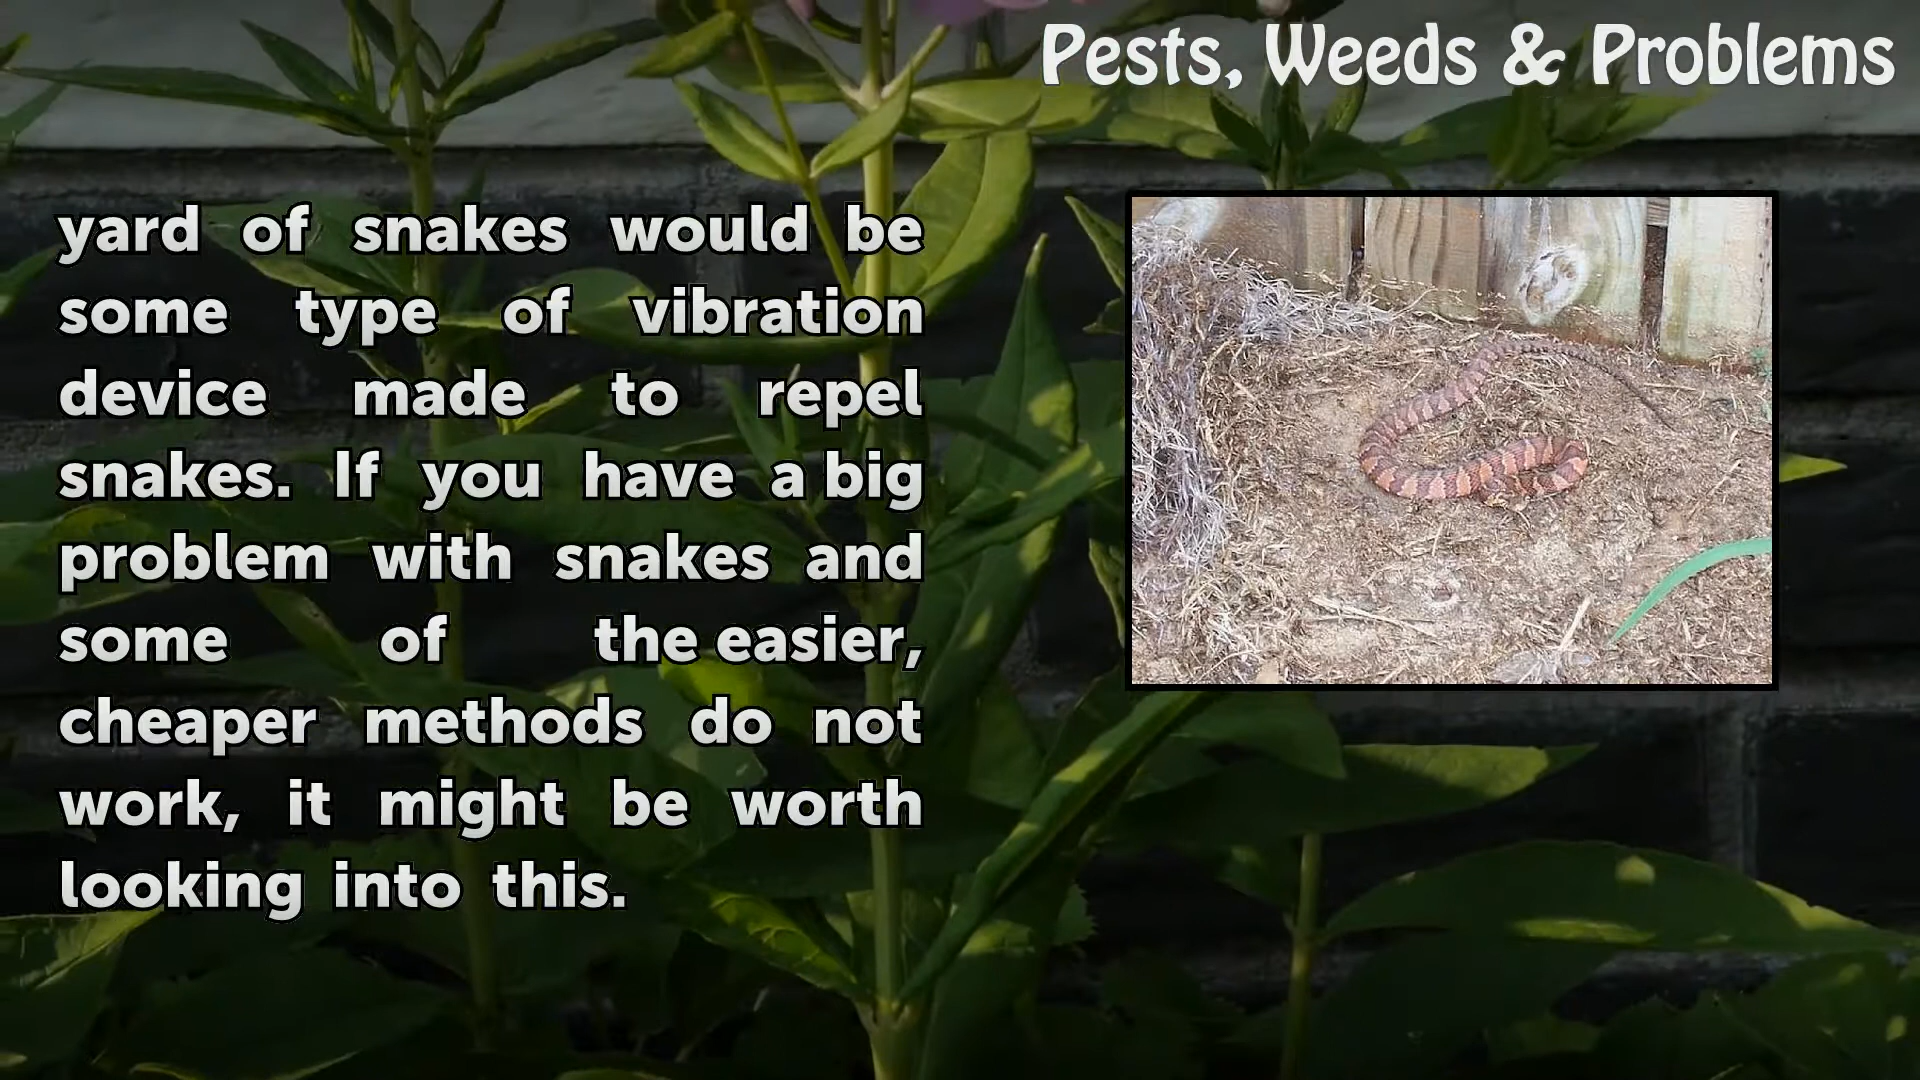 Pests, Weeds & Problems
yard of snakes would be
some type of vibration
device made to repel
snakes. If you have a big
problem with snakes and
some of the easier,
cheaper methods do not
work, it might be worth
looking into this.